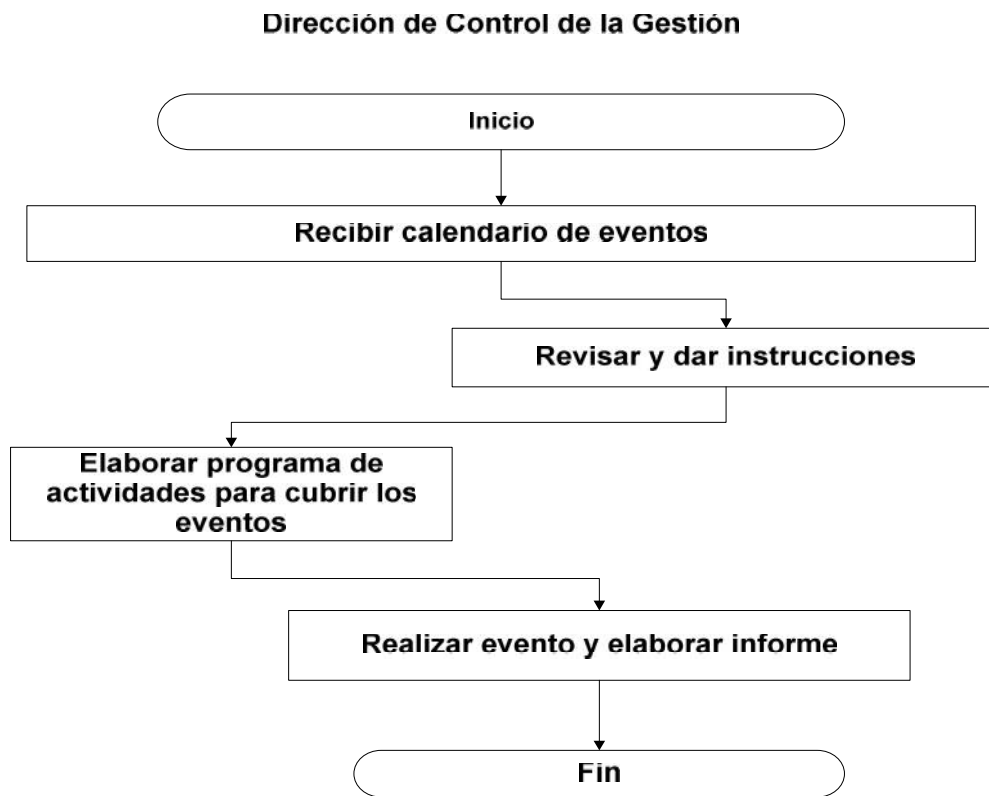 Dirección de Control de la Gestión
Inicio
Recibir calendario de eventos
Revisar y dar instrucciones
Elaborar programa de
actividades para cubrir los
eventos
Realizar evento y elaborar informe
Fin